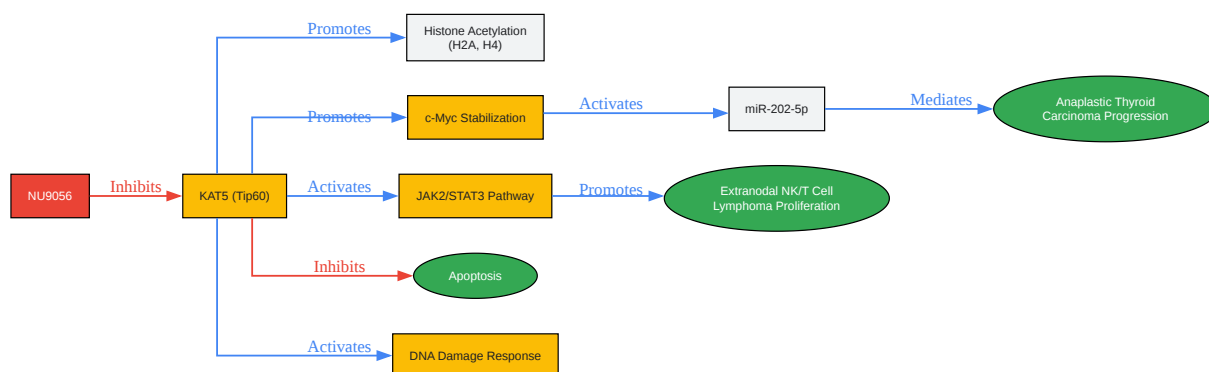 Promotes
Histone Acetylation
(H2A, H4)
Promotes
c-Myc Stabilization
Activates
miR-202-5p
Mediates
Anaplastic Thyroid
Carcinoma Progression
NU9056
Inhibits
KAT5 (Tip60)
Activates
JAK2/STAT3 Pathway
Promotes
Extranodal NK/T Cell
Lymphoma Proliferation
Inhibits
Apoptosis
Activates
DNA Damage Response